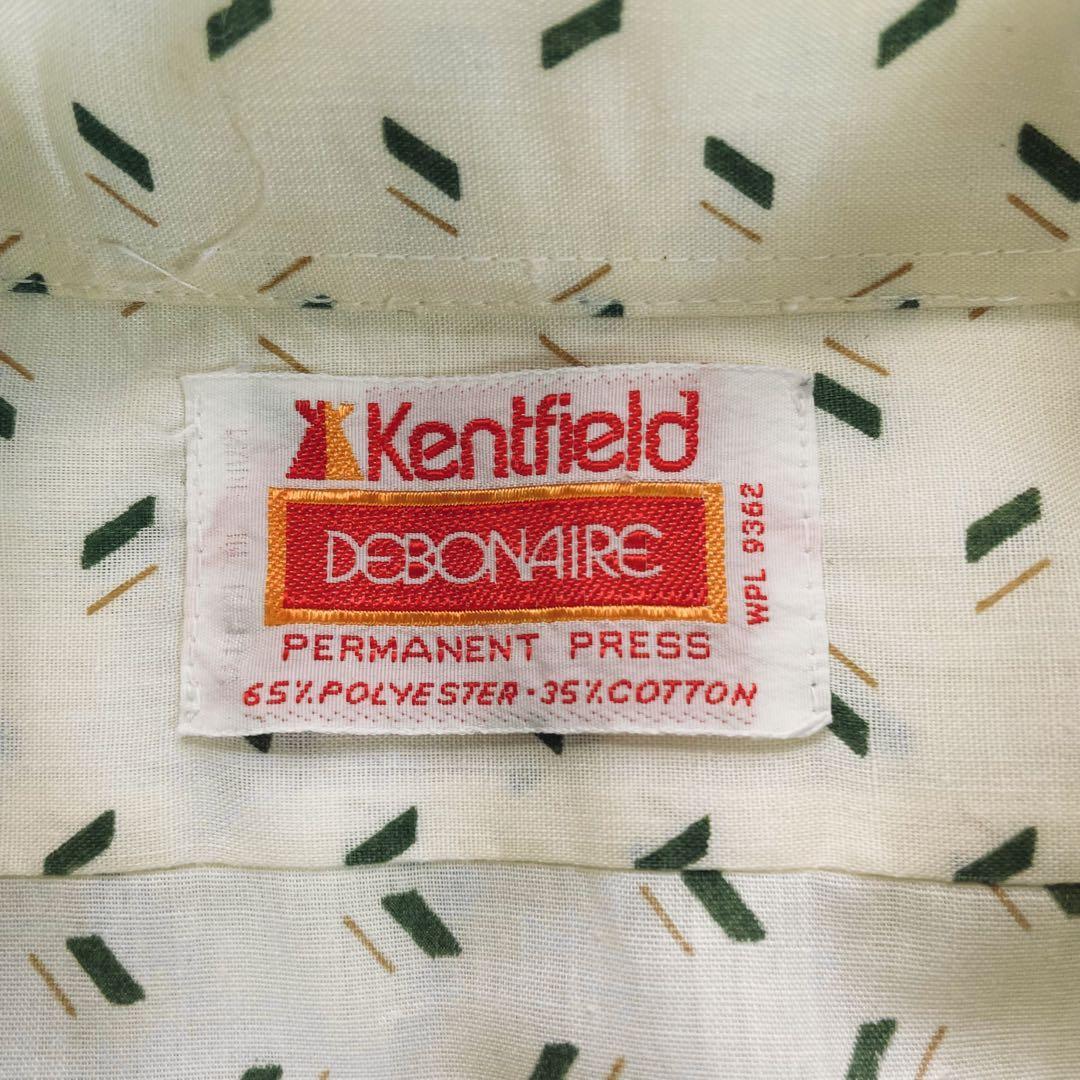 Kentfield
DEBONAIRE
PERMANENT PRESS
65% POLYESTER - 35% COTTON
WPL 9362